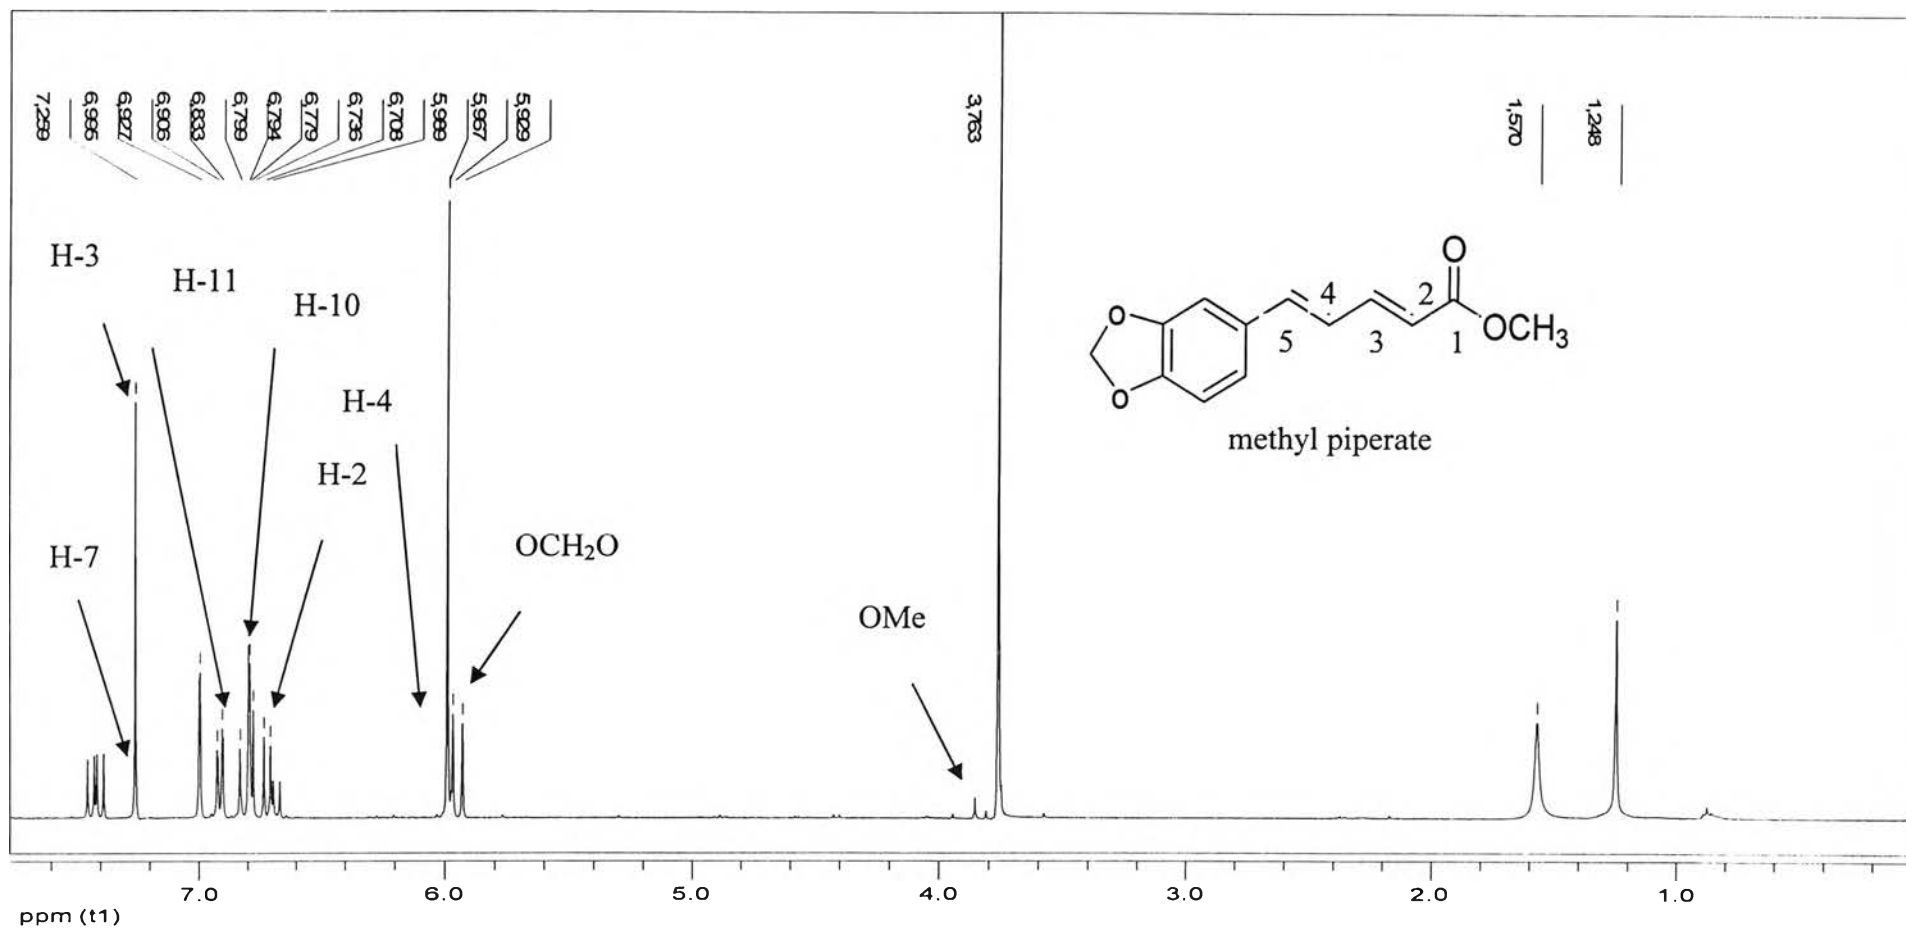 7,259
6,995
6,927
6,906
6,833
6,799
6,794
6,779
6,736
6,708
5,989
5,967
5,929
3,763
1,570
1,248
H-3
H-11
H-10
H-4
H-2
H-7
OCH₂O
OMe
O
O
O
4
2
5
3
1
OCH₃
methyl piperate
7.0
6.0
5.0
4.0
3.0
2.0
1.0
ppm (t1)